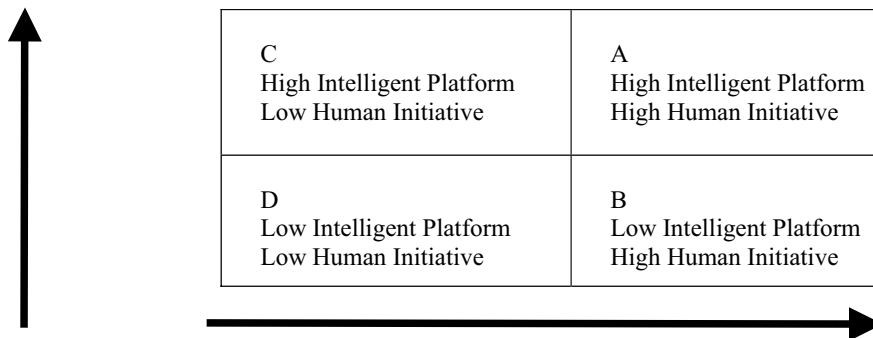 C
High Intelligent Platform
Low Human Initiative
A
High Intelligent Platform
High Human Initiative
D
Low Intelligent Platform
Low Human Initiative
B
Low Intelligent Platform
High Human Initiative